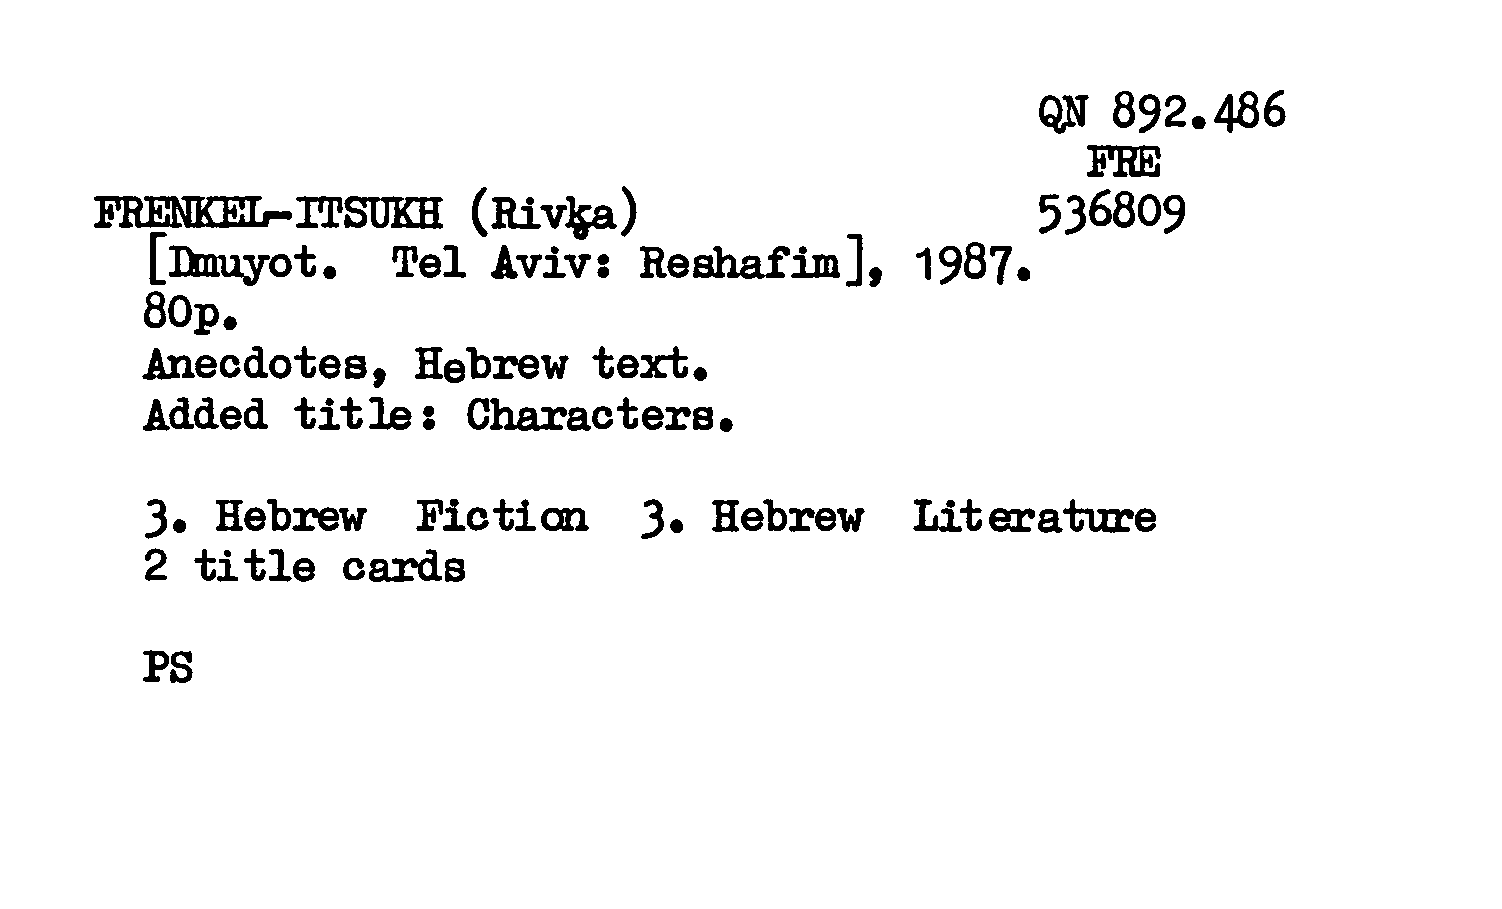 QN 892.486
FRE
FRENKEL-ITSUKH (Rivķa) 536809
[Dmuyot. Tel Aviv: Reshafim], 1987.
80p.
Anecdotes, Hebrew text.
Added title: Characters.
3. Hebrew Fiction 3. Hebrew Literature
2 title cards
PS